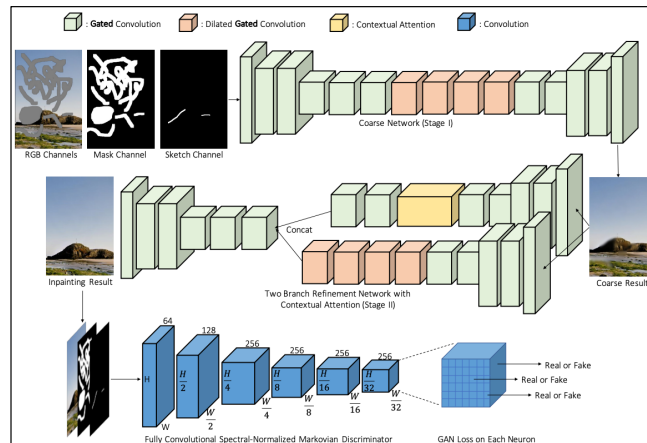 : Gated Convolution
: Dilated Gated Convolution
: Contextual Attention
: Convolution
RGB Channels
Mask Channel
Sketch Channel
Coarse Network (Stage I)
Inpainting Result
Concat
Coarse Result
Two Branch Refinement Network with
Contextual Attention (Stage II)
64
128
256
256
256
256
H
H/2
H/4
H/8
H/16
H/32
W
W/2
W/4
W/8
W/16
W/32
Real or Fake
Real or Fake
Real or Fake
Fully Convolutional Spectral-Normalized Markovian Discriminator
GAN Loss on Each Neuron